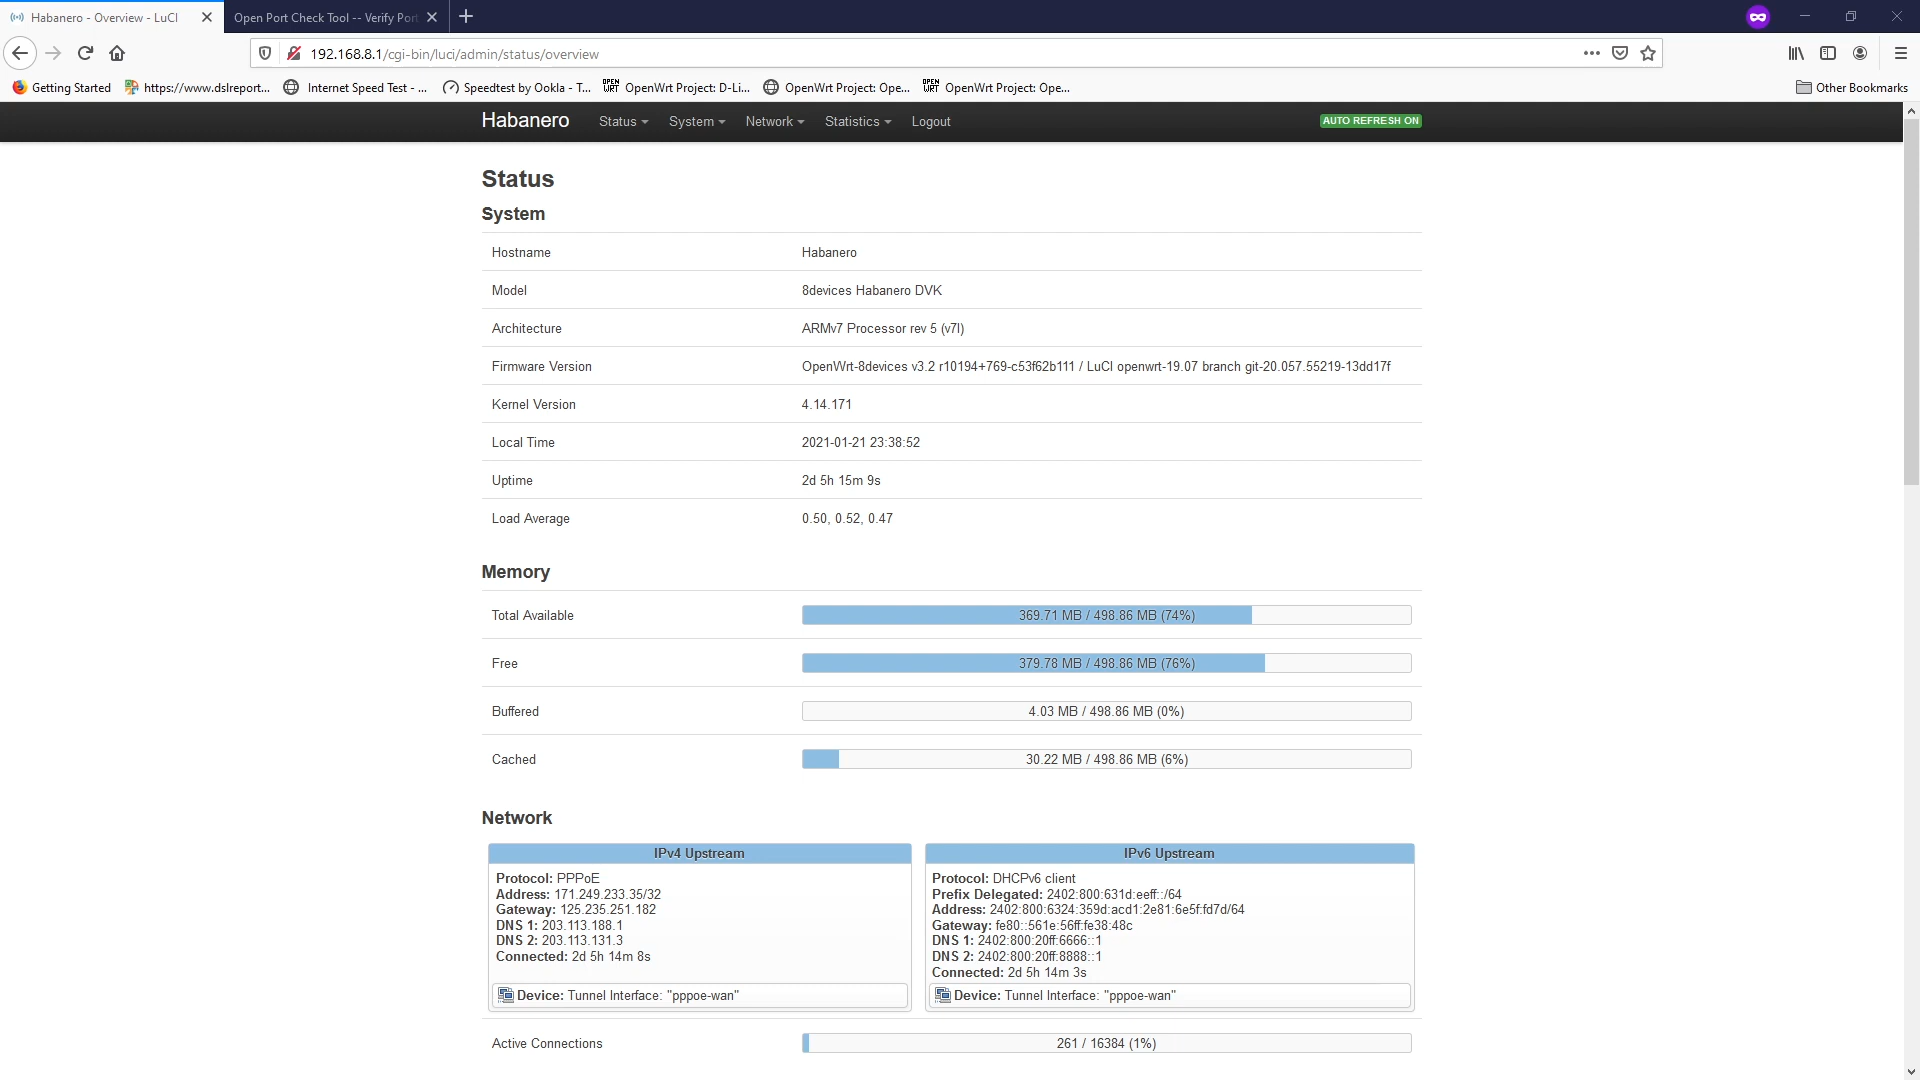 Habanero - Overview - LuCI
Open Port Check Tool -- Verify Port
192.168.8.1/cgi-bin/luci/admin/status/overview
Getting Started
https://www.dslreport...
Internet Speed Test - ...
Speedtest by Ookla - T...
OPEN WRT OpenWrt Project: D-Li...
OpenWrt Project: Ope...
OPEN WRT OpenWrt Project: Ope...
Other Bookmarks
Habanero
Status
System
Network
Statistics
Logout
AUTO REFRESH ON
Status
System
Hostname Habanero
Model 8devices Habanero DVK
Architecture ARMv7 Processor rev 5 (v7l)
Firmware Version OpenWrt-8devices v3.2 r10194+769-c53f62b111 / LuCI openwrt-19.07 branch git-20.057.55219-13dd17f
Kernel Version 4.14.171
Local Time 2021-01-21 23:38:52
Uptime 2d 5h 15m 9s
Load Average 0.50, 0.52, 0.47
Memory
Total Available 369.71 MB / 498.86 MB (74%)
Free 379.78 MB / 498.86 MB (76%)
Buffered 4.03 MB / 498.86 MB (0%)
Cached 30.22 MB / 498.86 MB (6%)
Network
IPv4 Upstream
Protocol: PPPoE
Address: 171.249.233.35/32
Gateway: 125.235.251.182
DNS 1: 203.113.188.1
DNS 2: 203.113.131.3
Connected: 2d 5h 14m 8s
Device: Tunnel Interface: "pppoe-wan"
IPv6 Upstream
Protocol: DHCPv6 client
Prefix Delegated: 2402:800:631d:eeff::/64
Address: 2402:800:6324:359d:acd1:2e81:6e5f:fd7d/64
Gateway: fe80::561e:56ff:fe38:48c
DNS 1: 2402:800:20ff:6666::1
DNS 2: 2402:800:20ff:8888::1
Connected: 2d 5h 14m 3s
Device: Tunnel Interface: "pppoe-wan"
Active Connections 261 / 16384 (1%)